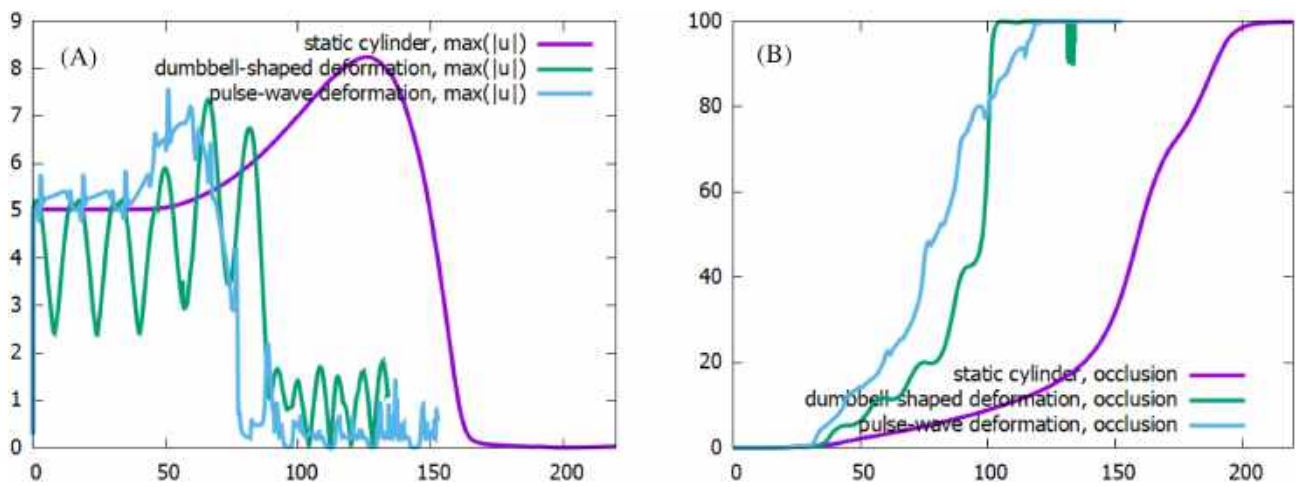 (A)
static cylinder, max(|u|)
dumbbell-shaped deformation, max(|u|)
pulse-wave deformation, max(|u|)
9
8
7
6
5
4
3
2
1
0
0 50 100 150 200
(B)
static cylinder, occlusion
dumbbell-shaped deformation, occlusion
pulse-wave deformation, occlusion
100
80
60
40
20
0
0 50 100 150 200